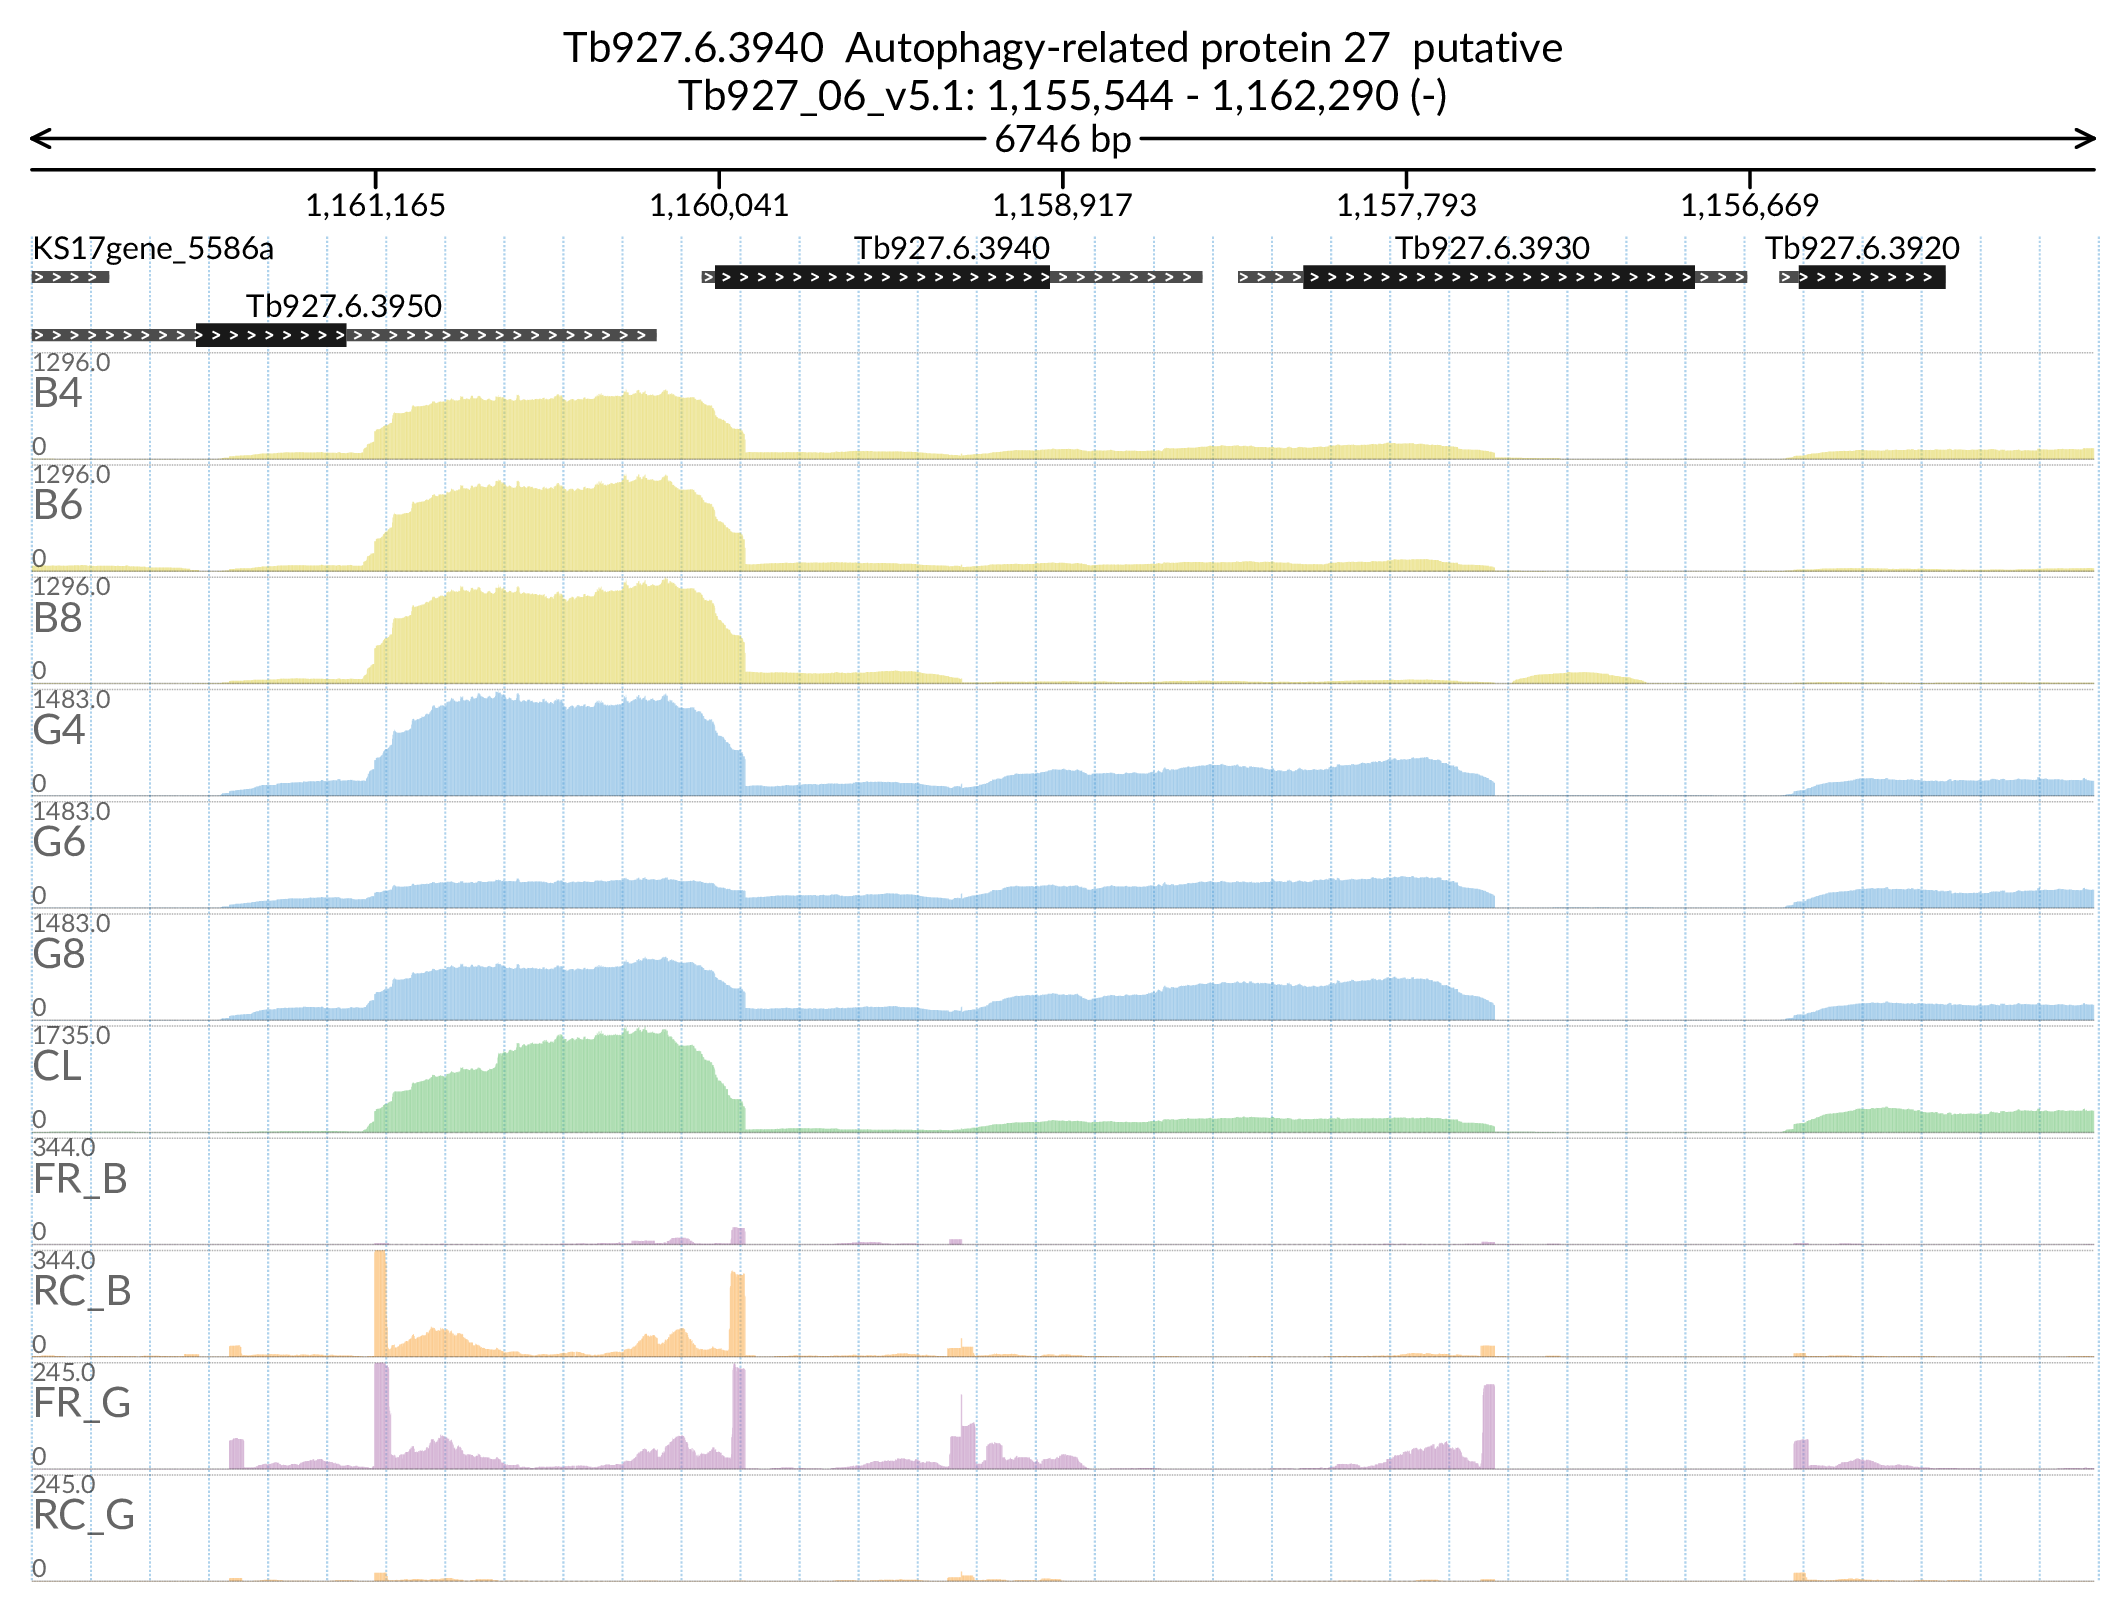 Tb927.6.3940  Autophagy-related protein 27  putative
Tb927_06_v5.1: 1,155,544 - 1,162,290 (-)
6746 bp
1,161,165 1,160,041 1,158,917 1,157,793 1,156,669
KS17gene_5586a Tb927.6.3940 Tb927.6.3930 Tb927.6.3920
Tb927.6.3950
1296.0
B4
0
1296.0
B6
0
1296.0
B8
0
1483.0
G4
0
1483.0
G6
0
1483.0
G8
0
1735.0
CL
0
344.0
FR_B
0
344.0
RC_B
0
245.0
FR_G
0
245.0
RC_G
0